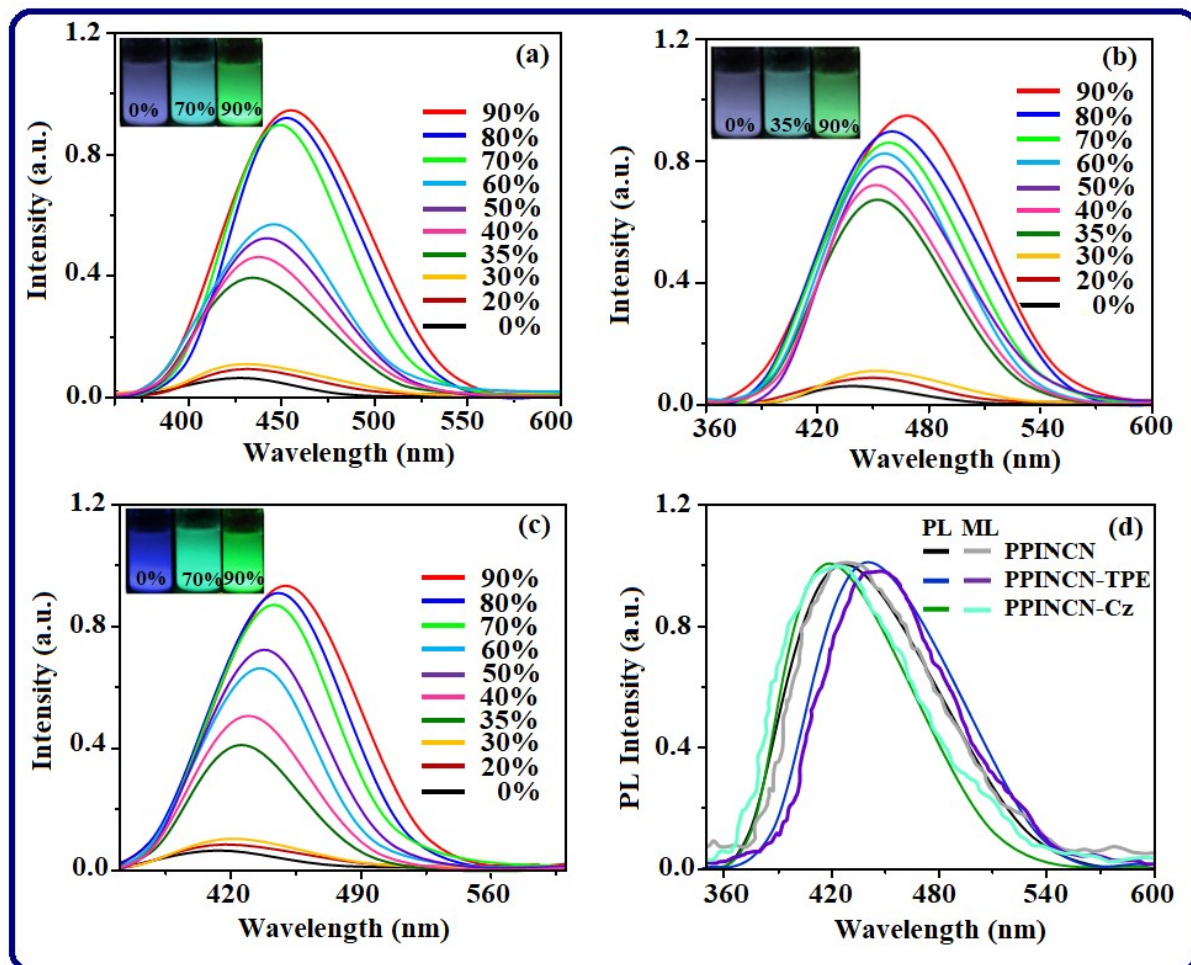 (a)
1.2
0.8
0.4
0.0
Intensity (a.u.)
0% 70% 90%
90%
80%
70%
60%
50%
40%
35%
30%
20%
0%
400 450 500 550 600
Wavelength (nm)
(b)
1.2
0.8
0.4
0.0
Intensity (a.u.)
0% 35% 90%
90%
80%
70%
60%
50%
40%
35%
30%
20%
0%
360 420 480 540 600
Wavelength (nm)
(c)
1.2
0.8
0.4
0.0
Intensity (a.u.)
0% 70% 90%
90%
80%
70%
60%
50%
40%
35%
30%
20%
0%
420 490 560
Wavelength (nm)
(d)
1.2
0.8
0.4
0.0
PL Intensity (a.u.)
PL ML
PPINCN
PPINCN-TPE
PPINCN-Cz
360 420 480 540 600
Wavelength (nm)